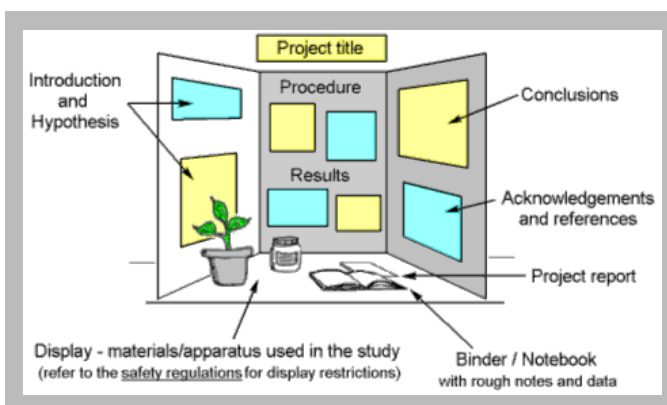 Project title
Introduction
and
Hypothesis
Procedure
Results
Conclusions
Acknowledgements
and references
Project report
Display - materials/apparatus used in the study
(refer to the safety regulations for display restrictions)
Binder / Notebook
with rough notes and data